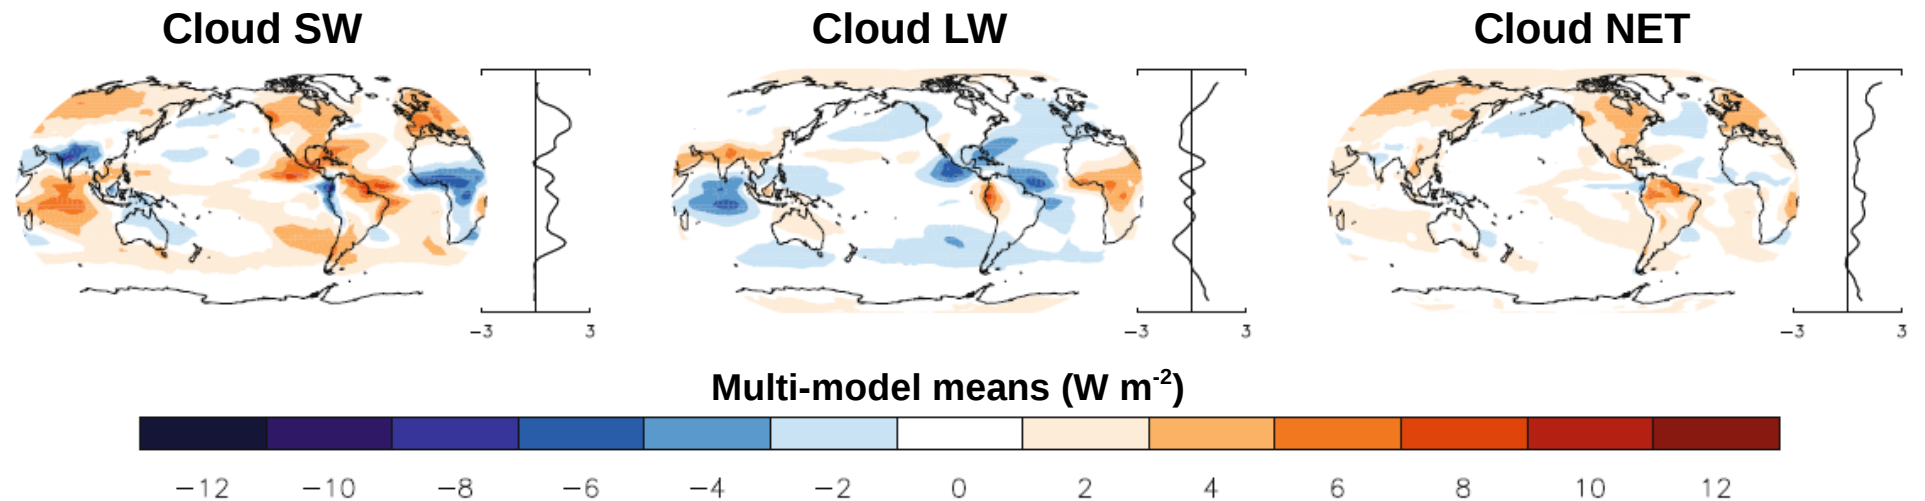 Cloud SW
Cloud LW
Cloud NET
−3 3
−3 3
−3 3
Multi-model means (W m⁻²)
−12 −10 −8 −6 −4 −2 0 2 4 6 8 10 12